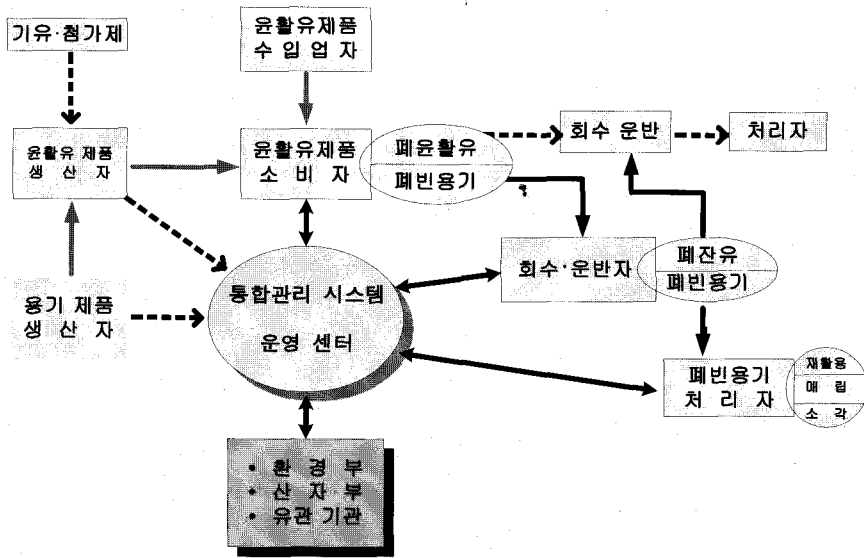 기유·첨가제
윤활유제품
수 입 업 자
윤활유 제품
생 산 자
윤활유제품
소 비 자
폐윤활유
폐빈용기
회수 운반
처리자
용기 제품
생 산 자
통합관리 시스템
운영 센터
회수·운반자
폐잔유
폐빈용기
폐빈용기
처 리 자
재활용
매 립
소 각
• 환 경 부
• 산 자 부
• 유관 기관